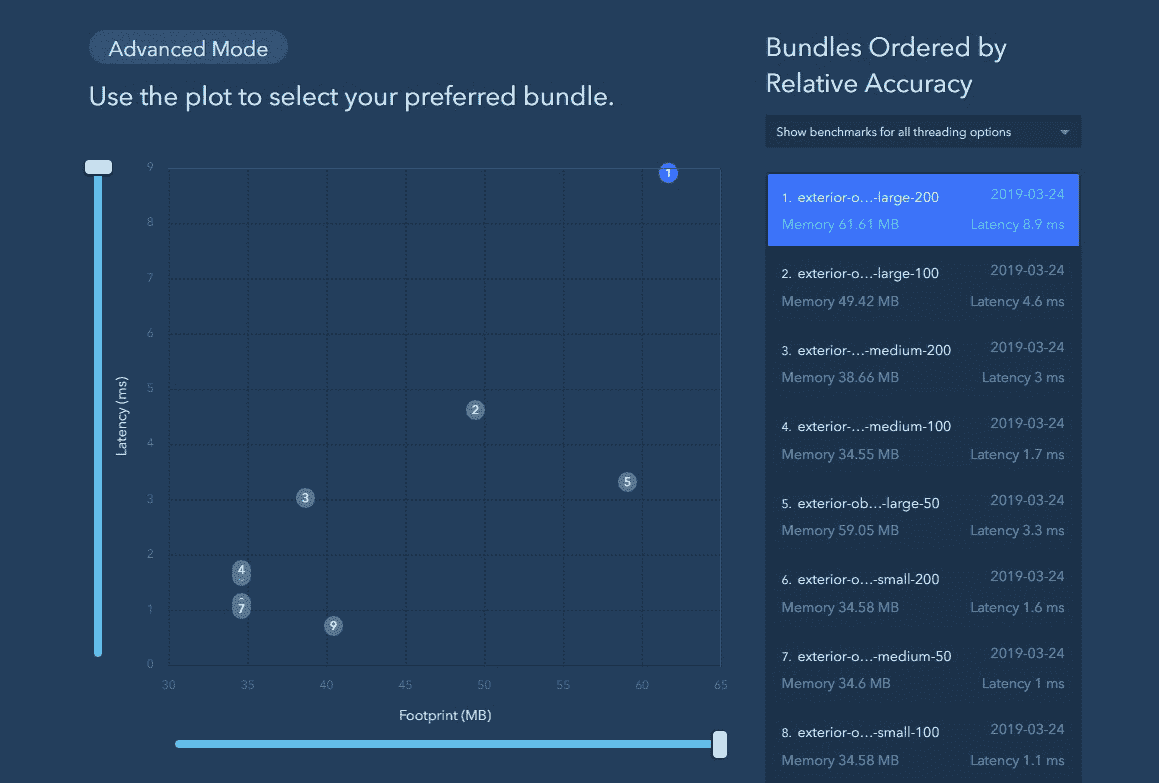 Advanced Mode
Use the plot to select your preferred bundle.
9
8
7
6
5
4
3
2
1
0
Latency (ms)
1
2
5
3
4
7
9
30 35 40 45 50 55 60 65
Footprint (MB)
Bundles Ordered by
Relative Accuracy
Show benchmarks for all threading options
1. exterior-o...-large-200 2019-03-24
Memory 61.61 MB Latency 8.9 ms
2. exterior-o...-large-100 2019-03-24
Memory 49.42 MB Latency 4.6 ms
3. exterior-...-medium-200 2019-03-24
Memory 38.66 MB Latency 3 ms
4. exterior-...-medium-100 2019-03-24
Memory 34.55 MB Latency 1.7 ms
5. exterior-ob...-large-50 2019-03-24
Memory 59.05 MB Latency 3.3 ms
6. exterior-o...-small-200 2019-03-24
Memory 34.58 MB Latency 1.6 ms
7. exterior-o...-medium-50 2019-03-24
Memory 34.6 MB Latency 1 ms
8. exterior-o...-small-100 2019-03-24
Memory 34.58 MB Latency 1.1 ms